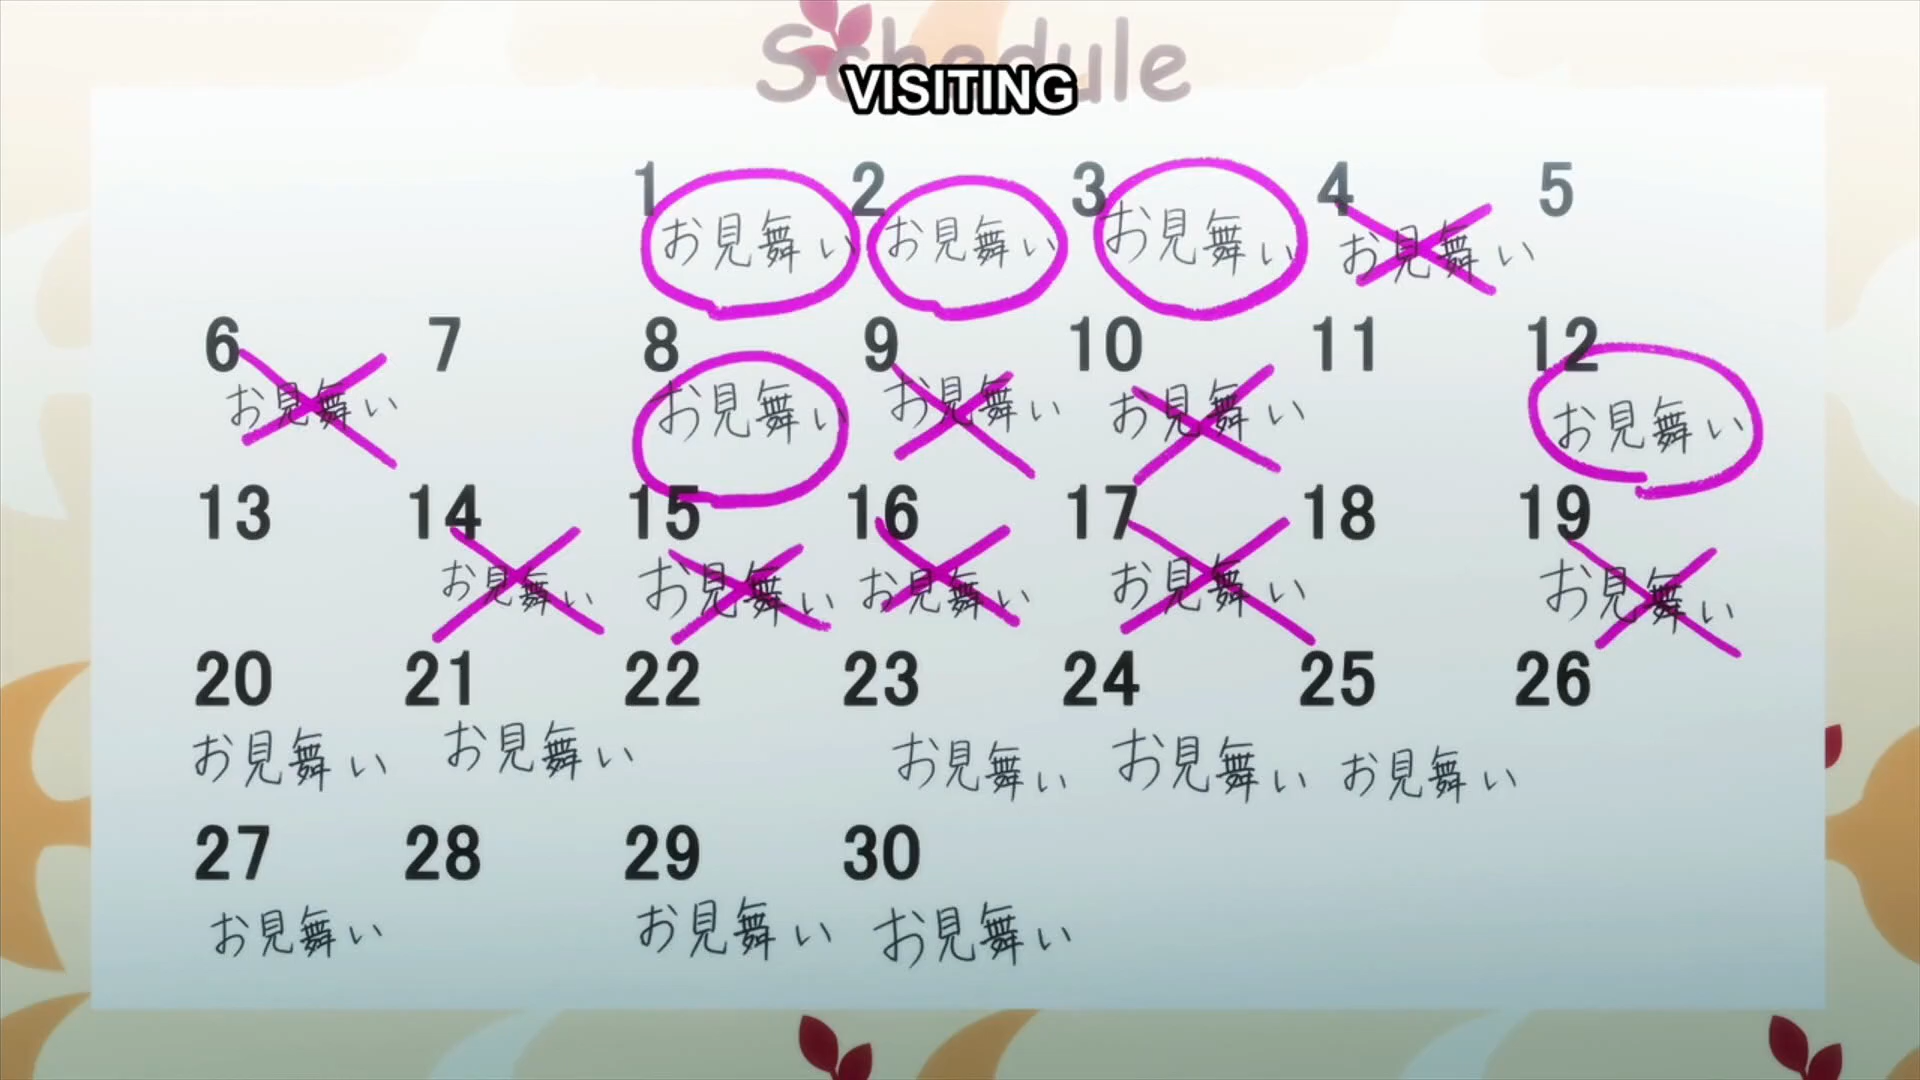 Schedule
VISITING
1 2 3 4 5
お見舞い お見舞い お見舞い お見舞い
6 7 8 9 10 11 12
お見舞い お見舞い お見舞い お見舞い お見舞い
13 14 15 16 17 18 19
お見舞い お見舞い お見舞い お見舞い お見舞い
20 21 22 23 24 25 26
お見舞い お見舞い お見舞い お見舞い お見舞い
27 28 29 30
お見舞い お見舞い お見舞い